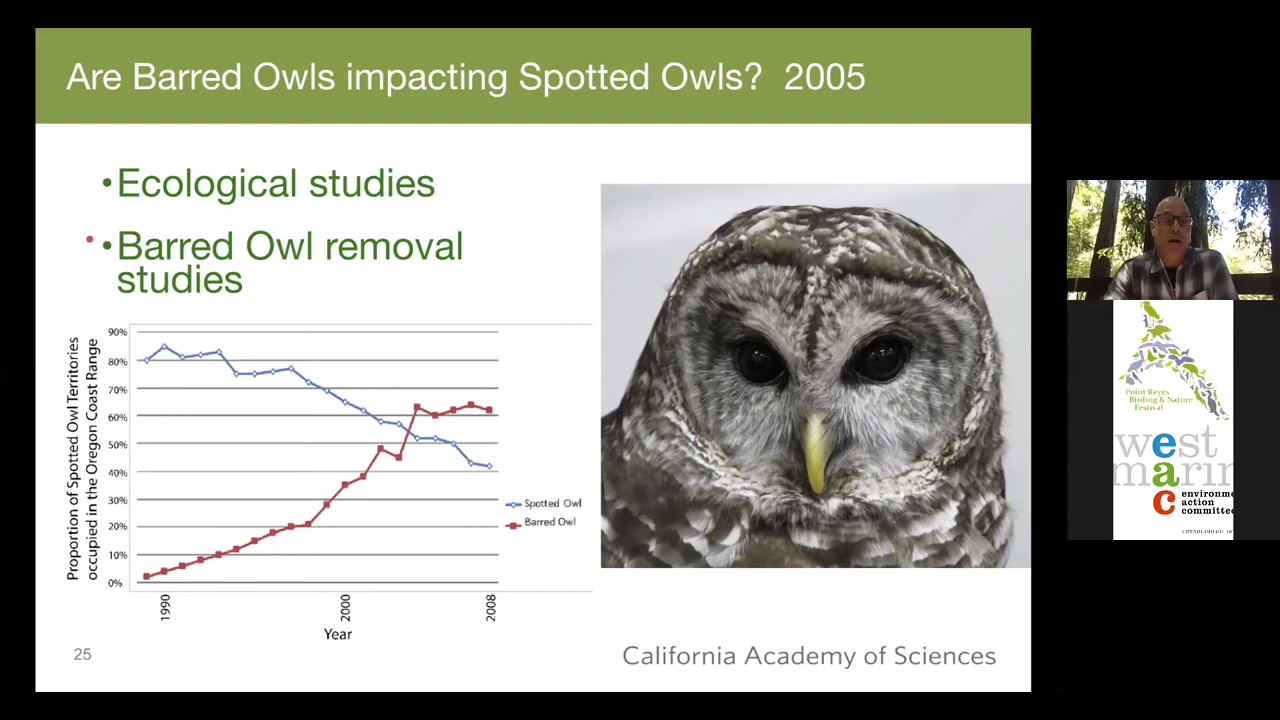 Are Barred Owls impacting Spotted Owls?  2005
•Ecological studies
•Barred Owl removal
studies
Proportion of Spotted Owl Territories
occupied in the Oregon Coast Range
90%
80%
70%
60%
50%
40%
30%
20%
10%
0%
Spotted Owl
Barred Owl
1990
2000
2008
Year
25
California Academy of Sciences
Point Reyes
Birding & Nature
Festival
west
marin
eac
environme
action
committee